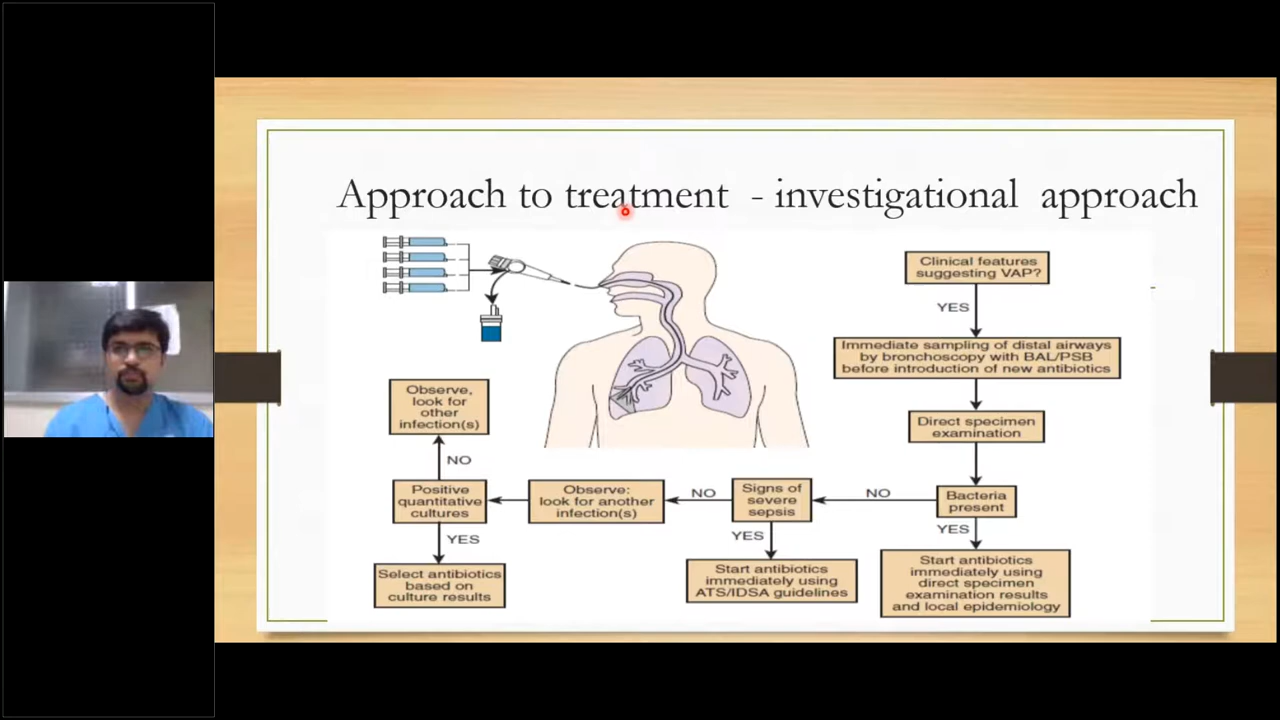 Approach to treatment - investigational approach
Clinical features
suggesting VAP?
YES
Immediate sampling of distal airways
by bronchoscopy with BAL/PSB
before introduction of new antibiotics
Direct specimen
examination
Bacteria
present
YES
Start antibiotics
immediately using
direct specimen
examination results
and local epidemiology
NO
Signs of
severe
sepsis
YES
Start antibiotics
immediately using
ATS/IDSA guidelines
NO
Observe:
look for another
infection(s)
Positive
quantitative
cultures
NO
Observe,
look for
other
infection(s)
YES
Select antibiotics
based on
culture results